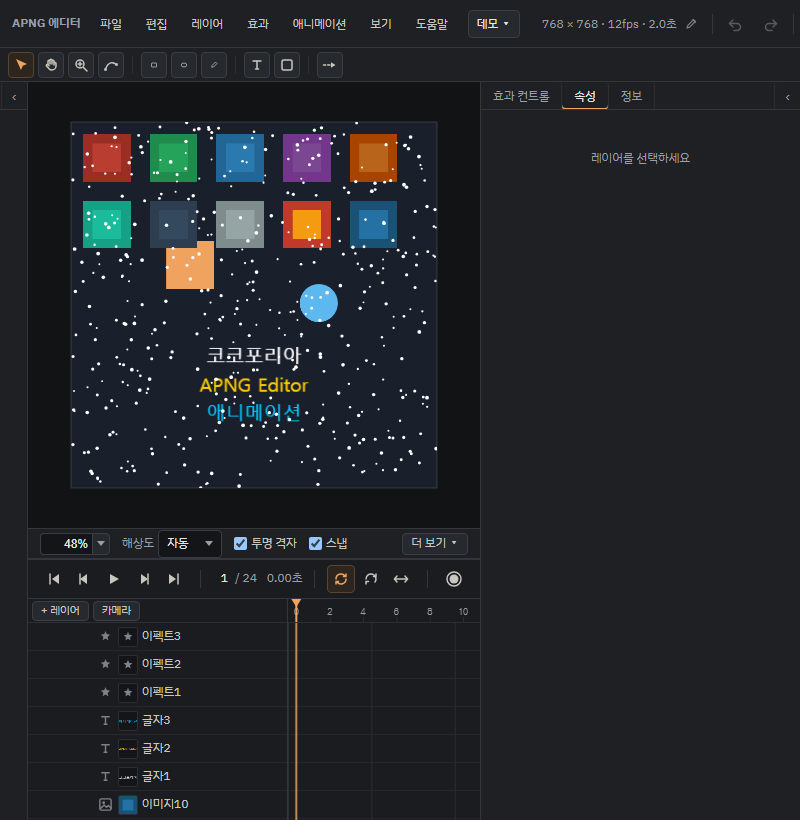 APNG 에디터 파일 편집 레이어 효과 애니메이션 보기 도움말 데모 768 × 768 · 12fps · 2.0초
T
효과 컨트롤 속성 정보
레이어를 선택하세요
코코포리아
APNG Editor
애니메이션
48% 해상도 자동 투명 격자 스냅 더 보기
1 / 24 0.00초
+ 레이어 카메라 0 2 4 6 8 10
이펙트3
이펙트2
이펙트1
T 글자3
T 글자2
T 글자1
이미지10